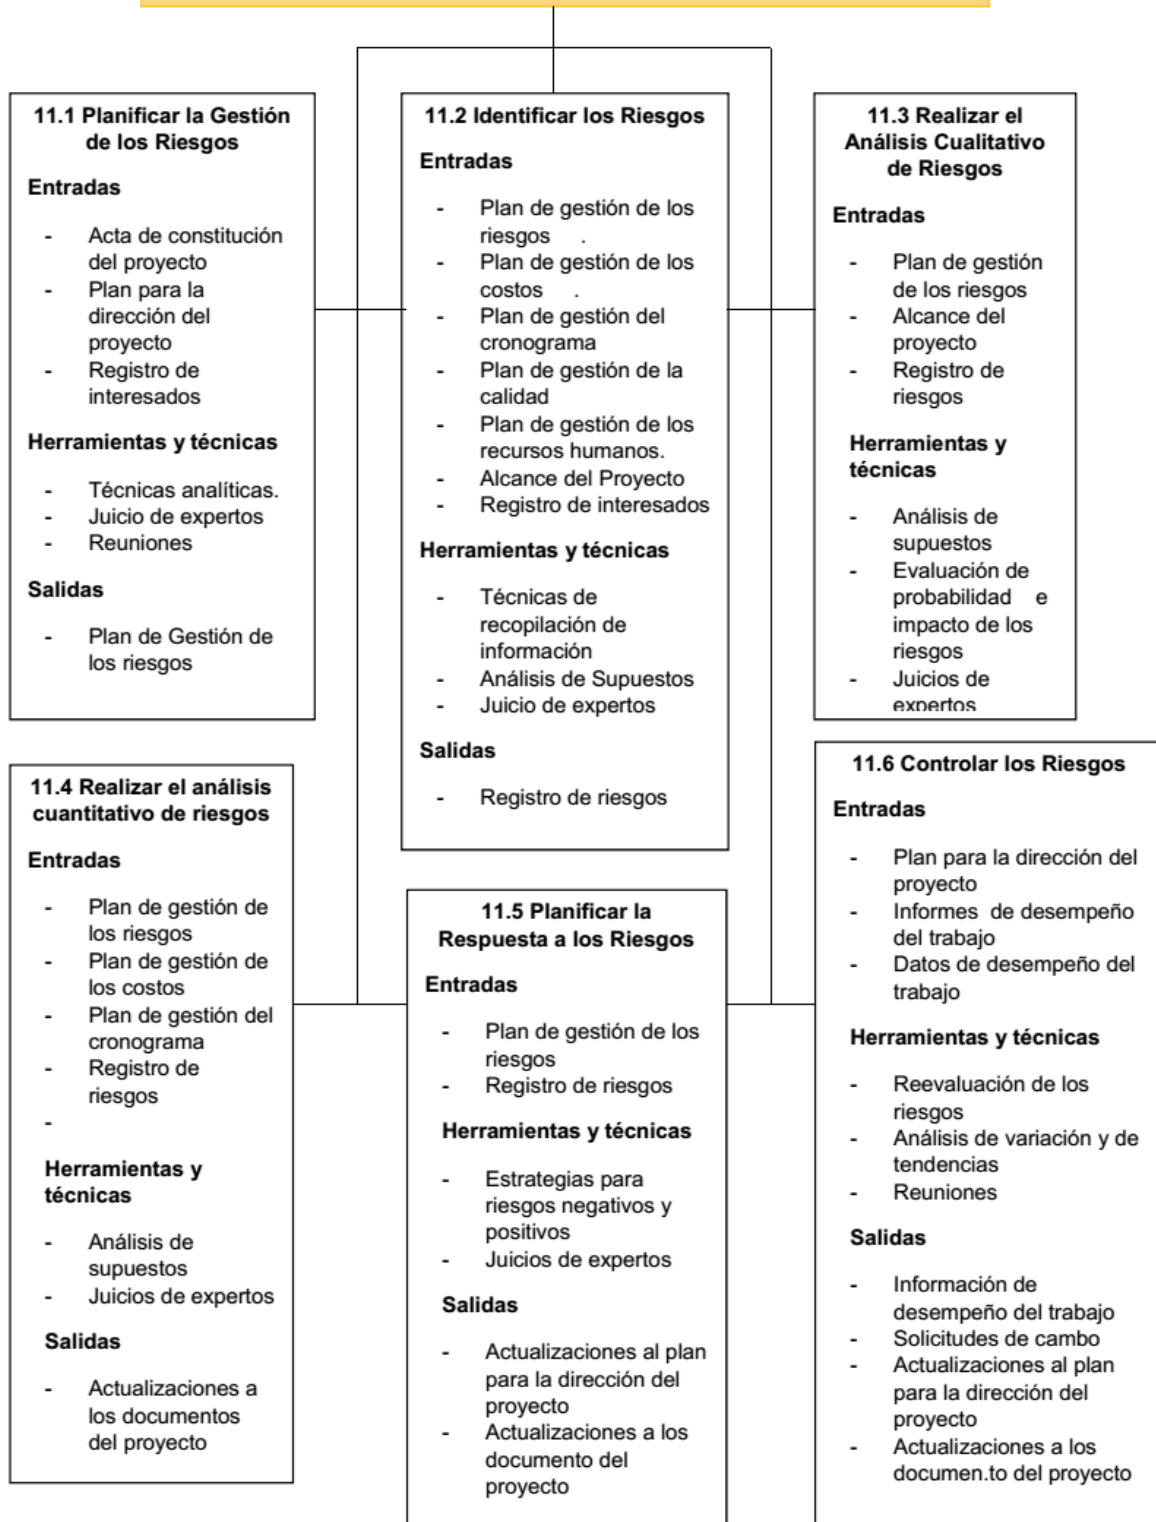 11.1 Planificar la Gestión
de los Riesgos
Entradas
- Acta de constitución
del proyecto
- Plan para la
dirección del
proyecto
- Registro de
interesados
Herramientas y técnicas
- Técnicas analíticas.
- Juicio de expertos
- Reuniones
Salidas
- Plan de Gestión de
los riesgos
11.2 Identificar los Riesgos
Entradas
- Plan de gestión de los
riesgos .
- Plan de gestión de los
costos .
- Plan de gestión del
cronograma
- Plan de gestión de la
calidad
- Plan de gestión de los
recursos humanos.
- Alcance del Proyecto
- Registro de interesados
Herramientas y técnicas
- Técnicas de
recopilación de
información
- Análisis de Supuestos
- Juicio de expertos
Salidas
- Registro de riesgos
11.3 Realizar el
Análisis Cualitativo
de Riesgos
Entradas
- Plan de gestión
de los riesgos
- Alcance del
proyecto
- Registro de
riesgos
Herramientas y
técnicas
- Análisis de
supuestos
- Evaluación de
probabilidad e
impacto de los
riesgos
- Juicios de
expertos
11.4 Realizar el análisis
cuantitativo de riesgos
Entradas
- Plan de gestión de
los riesgos
- Plan de gestión de
los costos
- Plan de gestión del
cronograma
- Registro de
riesgos
-
Herramientas y
técnicas
- Análisis de
supuestos
- Juicios de expertos
Salidas
- Actualizaciones a
los documentos
del proyecto
11.5 Planificar la
Respuesta a los Riesgos
Entradas
- Plan de gestión de los
riesgos
- Registro de riesgos
Herramientas y técnicas
- Estrategias para
riesgos negativos y
positivos
- Juicios de expertos
Salidas
- Actualizaciones al plan
para la dirección del
proyecto
- Actualizaciones a los
documento del
proyecto
11.6 Controlar los Riesgos
Entradas
- Plan para la dirección del
proyecto
- Informes de desempeño
del trabajo
- Datos de desempeño del
trabajo
Herramientas y técnicas
- Reevaluación de los
riesgos
- Análisis de variación y de
tendencias
- Reuniones
Salidas
- Información de
desempeño del trabajo
- Solicitudes de cambo
- Actualizaciones al plan
para la dirección del
proyecto
- Actualizaciones a los
documen.to del proyecto